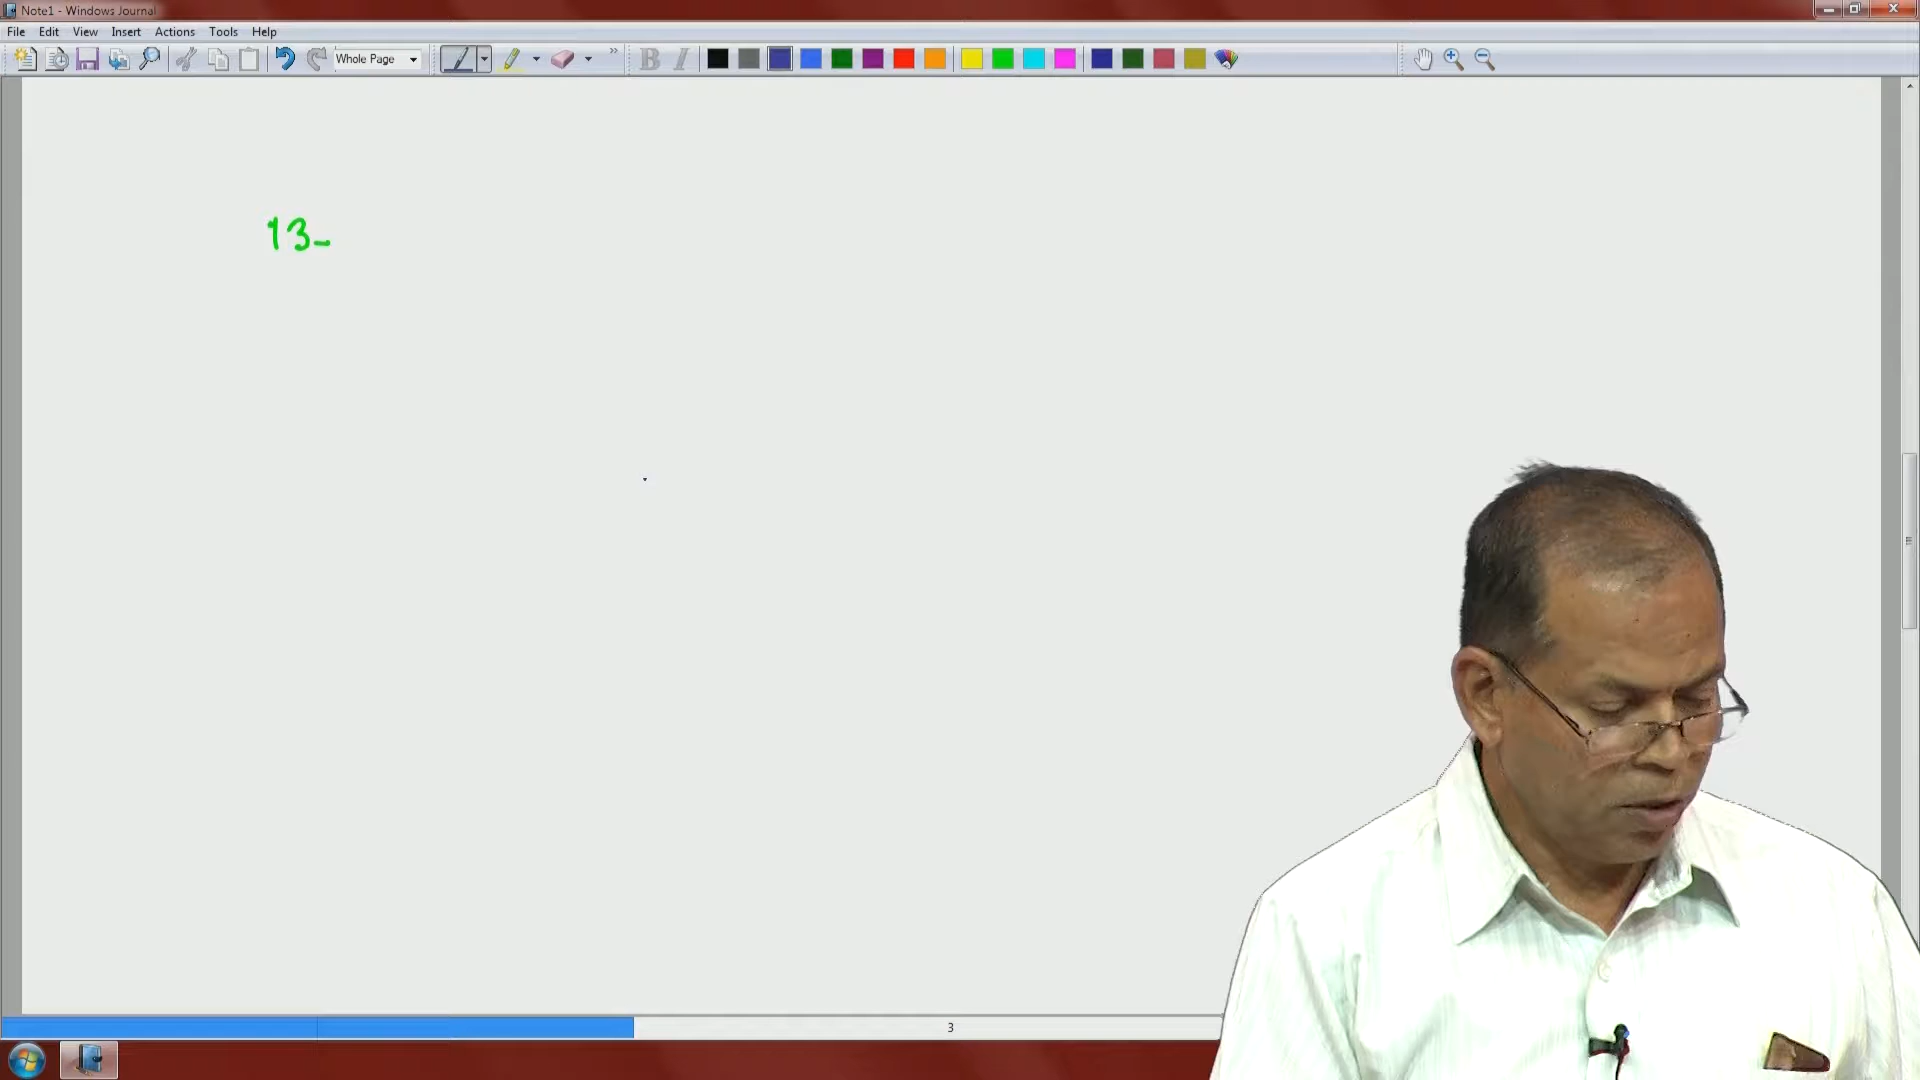 Note1 - Windows Journal
File Edit View Insert Actions Tools Help
Whole Page
B I
13-
3